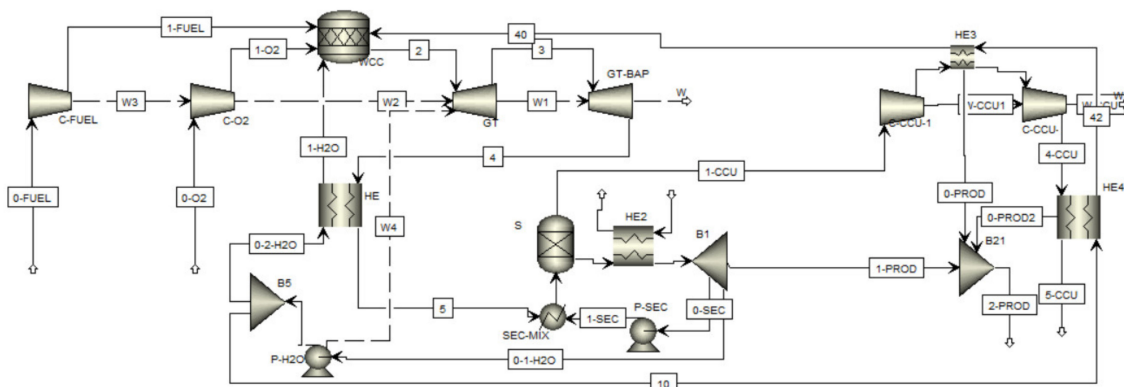 1-FUEL
40
3
HE3
1-O2
2
WCC
GT-BAP
W3
W2
W1
W
C-FUEL
C-O2
GT
C-CCU-1
W-CCU1
C-CCU-
W
42
1-H2O
4
1-CCU
4-CCU
0-FUEL
0-O2
HE
0-PROD
HE4
W4
S
HE2
0-PROD2
0-2-H2O
B1
B21
B5
1-PROD
5
P-SEC
0-SEC
1-SEC
2-PROD
5-CCU
SEC-MIX
P-H2O
0-1-H2O
10